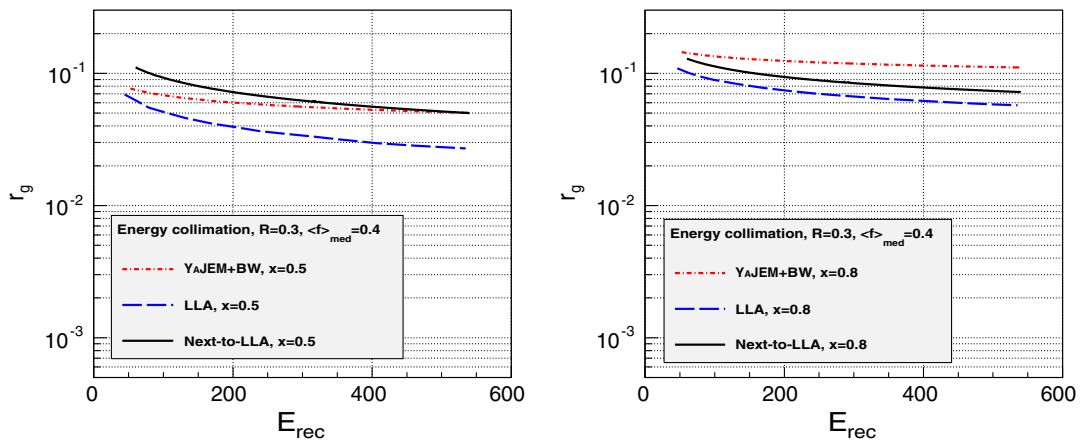 r_g
10^-1
10^-2
10^-3
Energy collimation, R=0.3, <f>_med=0.4
YAJEM+BW, x=0.5
LLA, x=0.5
Next-to-LLA, x=0.5
0 200 400 600
E_rec
r_g
10^-1
10^-2
10^-3
Energy collimation, R=0.3, <f>_med=0.4
YAJEM+BW, x=0.8
LLA, x=0.8
Next-to-LLA, x=0.8
0 200 400 600
E_rec